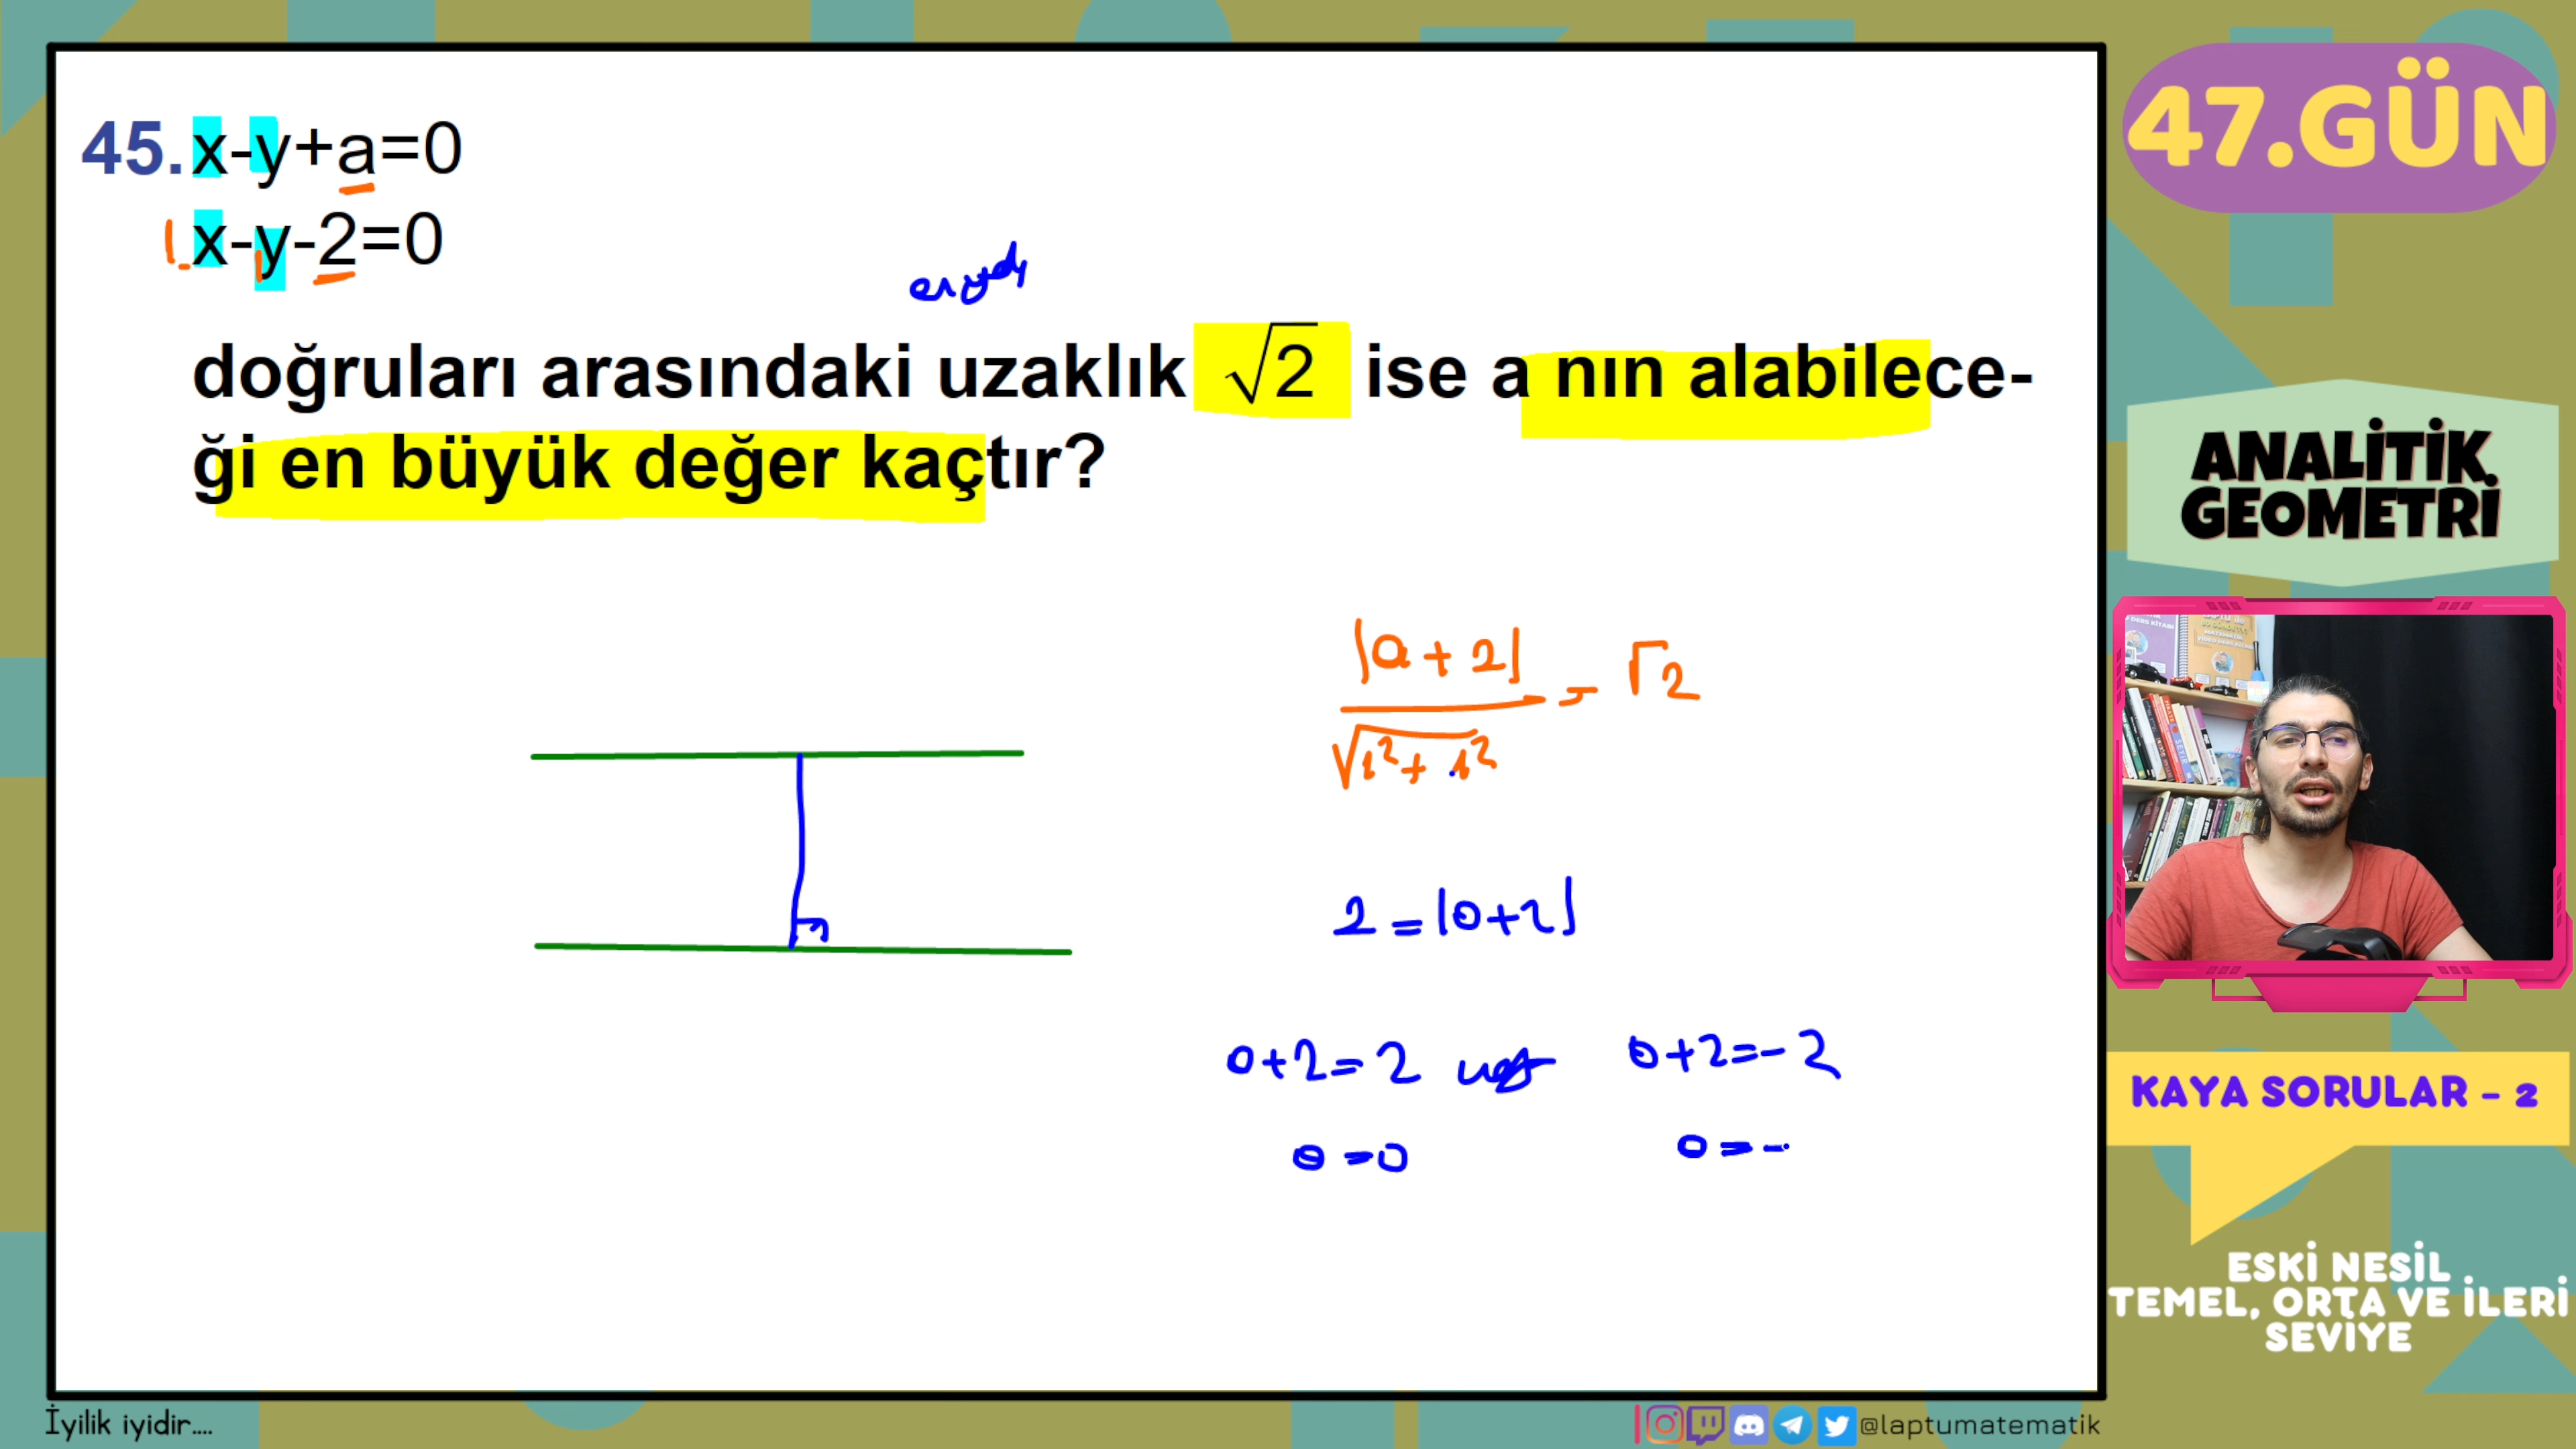 47.GÜN
45. x-y+a=0
1 x-y-2=0
doğruları arasındaki uzaklık √2 ise a nın alabilece-
ği en büyük değer kaçtır?
ANALİTİK
GEOMETRİ
|a+2|
= √2
√1²+1²
2=|a+2|
a+2=2 a+2=-2
a=0 a=-
KAYA SORULAR - 2
ESKİ NESİL
TEMEL, ORTA VE İLERİ
SEVİYE
İyilik iyidir....
@laptumatematik